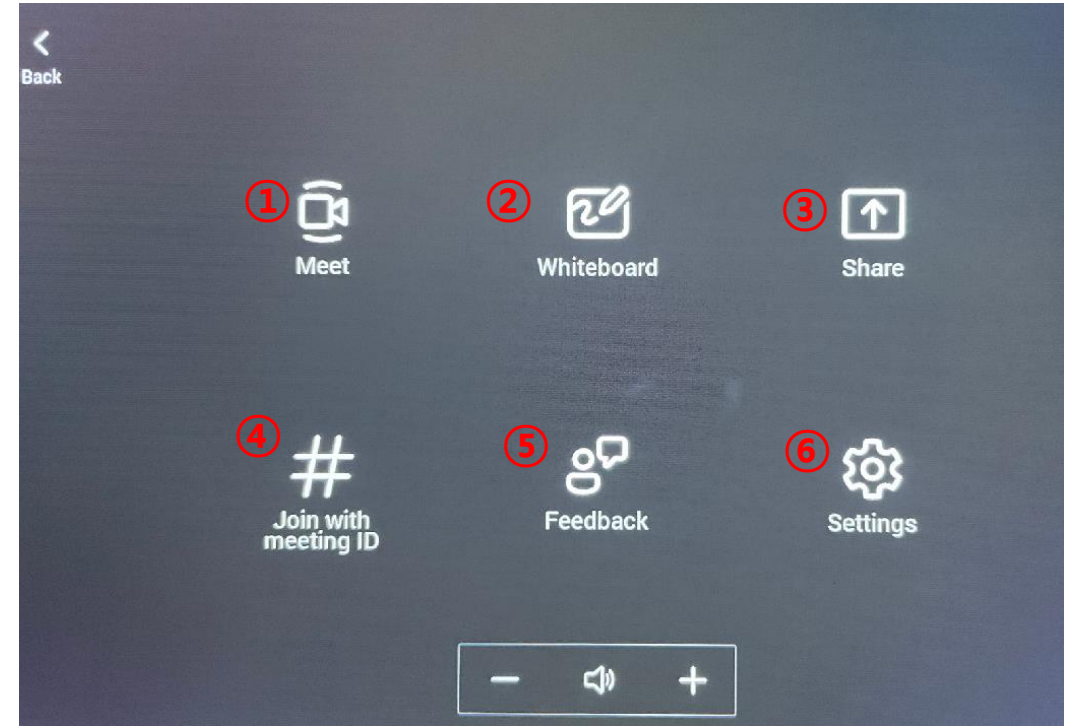 Back
① Meet
② Whiteboard
③ Share
④ Join with
meeting ID
⑤ Feedback
⑥ Settings